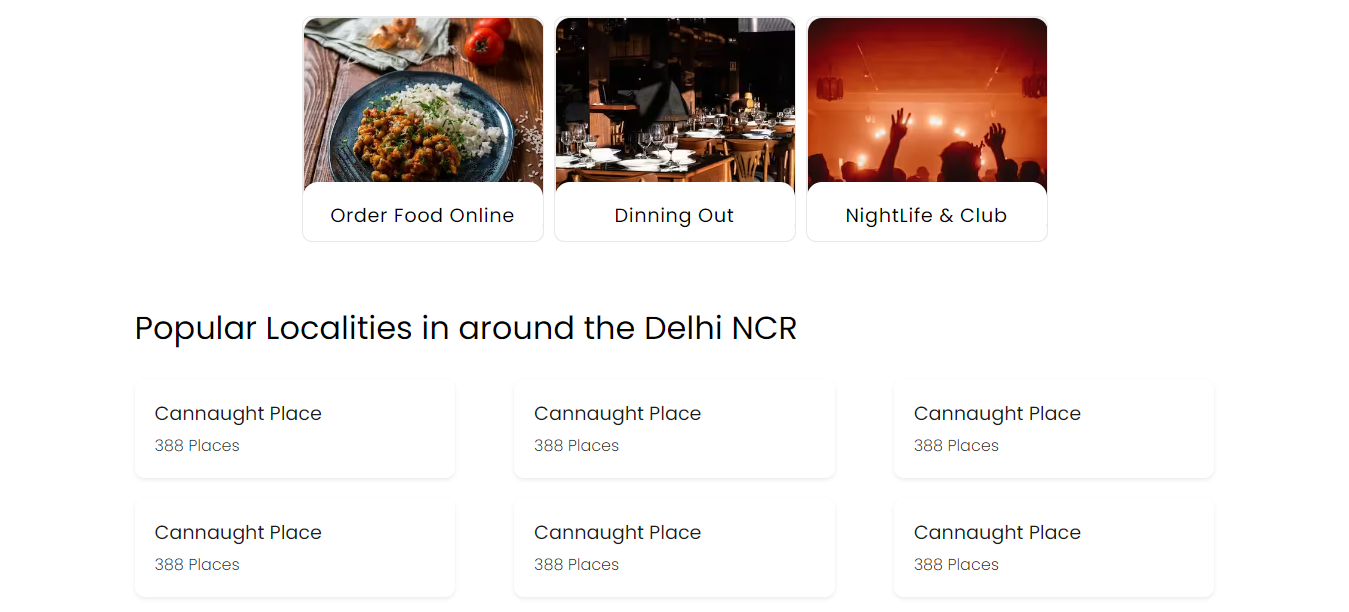 Order Food Online
Dinning Out
NightLife & Club
Popular Localities in around the Delhi NCR
Cannaught Place
388 Places
Cannaught Place
388 Places
Cannaught Place
388 Places
Cannaught Place
388 Places
Cannaught Place
388 Places
Cannaught Place
388 Places